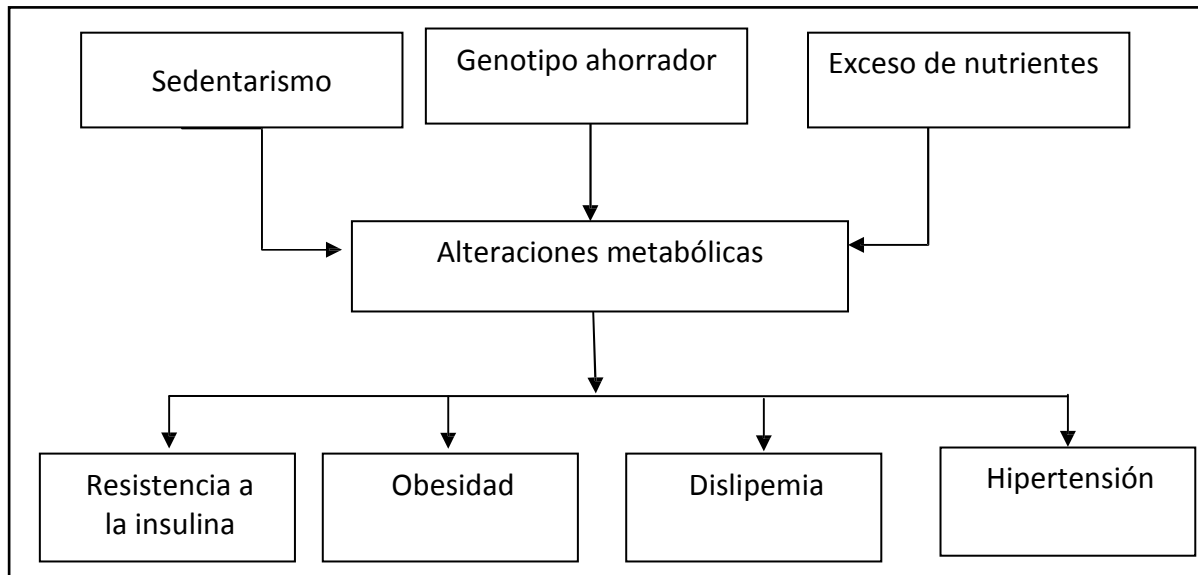 Sedentarismo
Genotipo ahorrador
Exceso de nutrientes
Alteraciones metabólicas
Resistencia a
la insulina
Obesidad
Dislipemia
Hipertensión